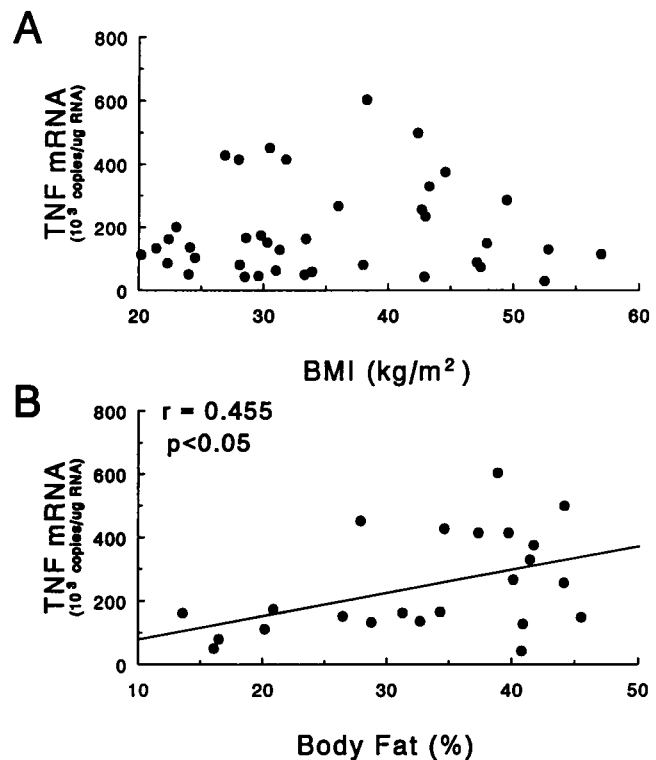 A
TNF mRNA
(10³ copies/ug RNA)
800
600
400
200
0
20 30 40 50 60
BMI (kg/m²)
B
r = 0.455
p<0.05
TNF mRNA
(10³ copies/ug RNA)
800
600
400
200
0
10 20 30 40 50
Body Fat (%)